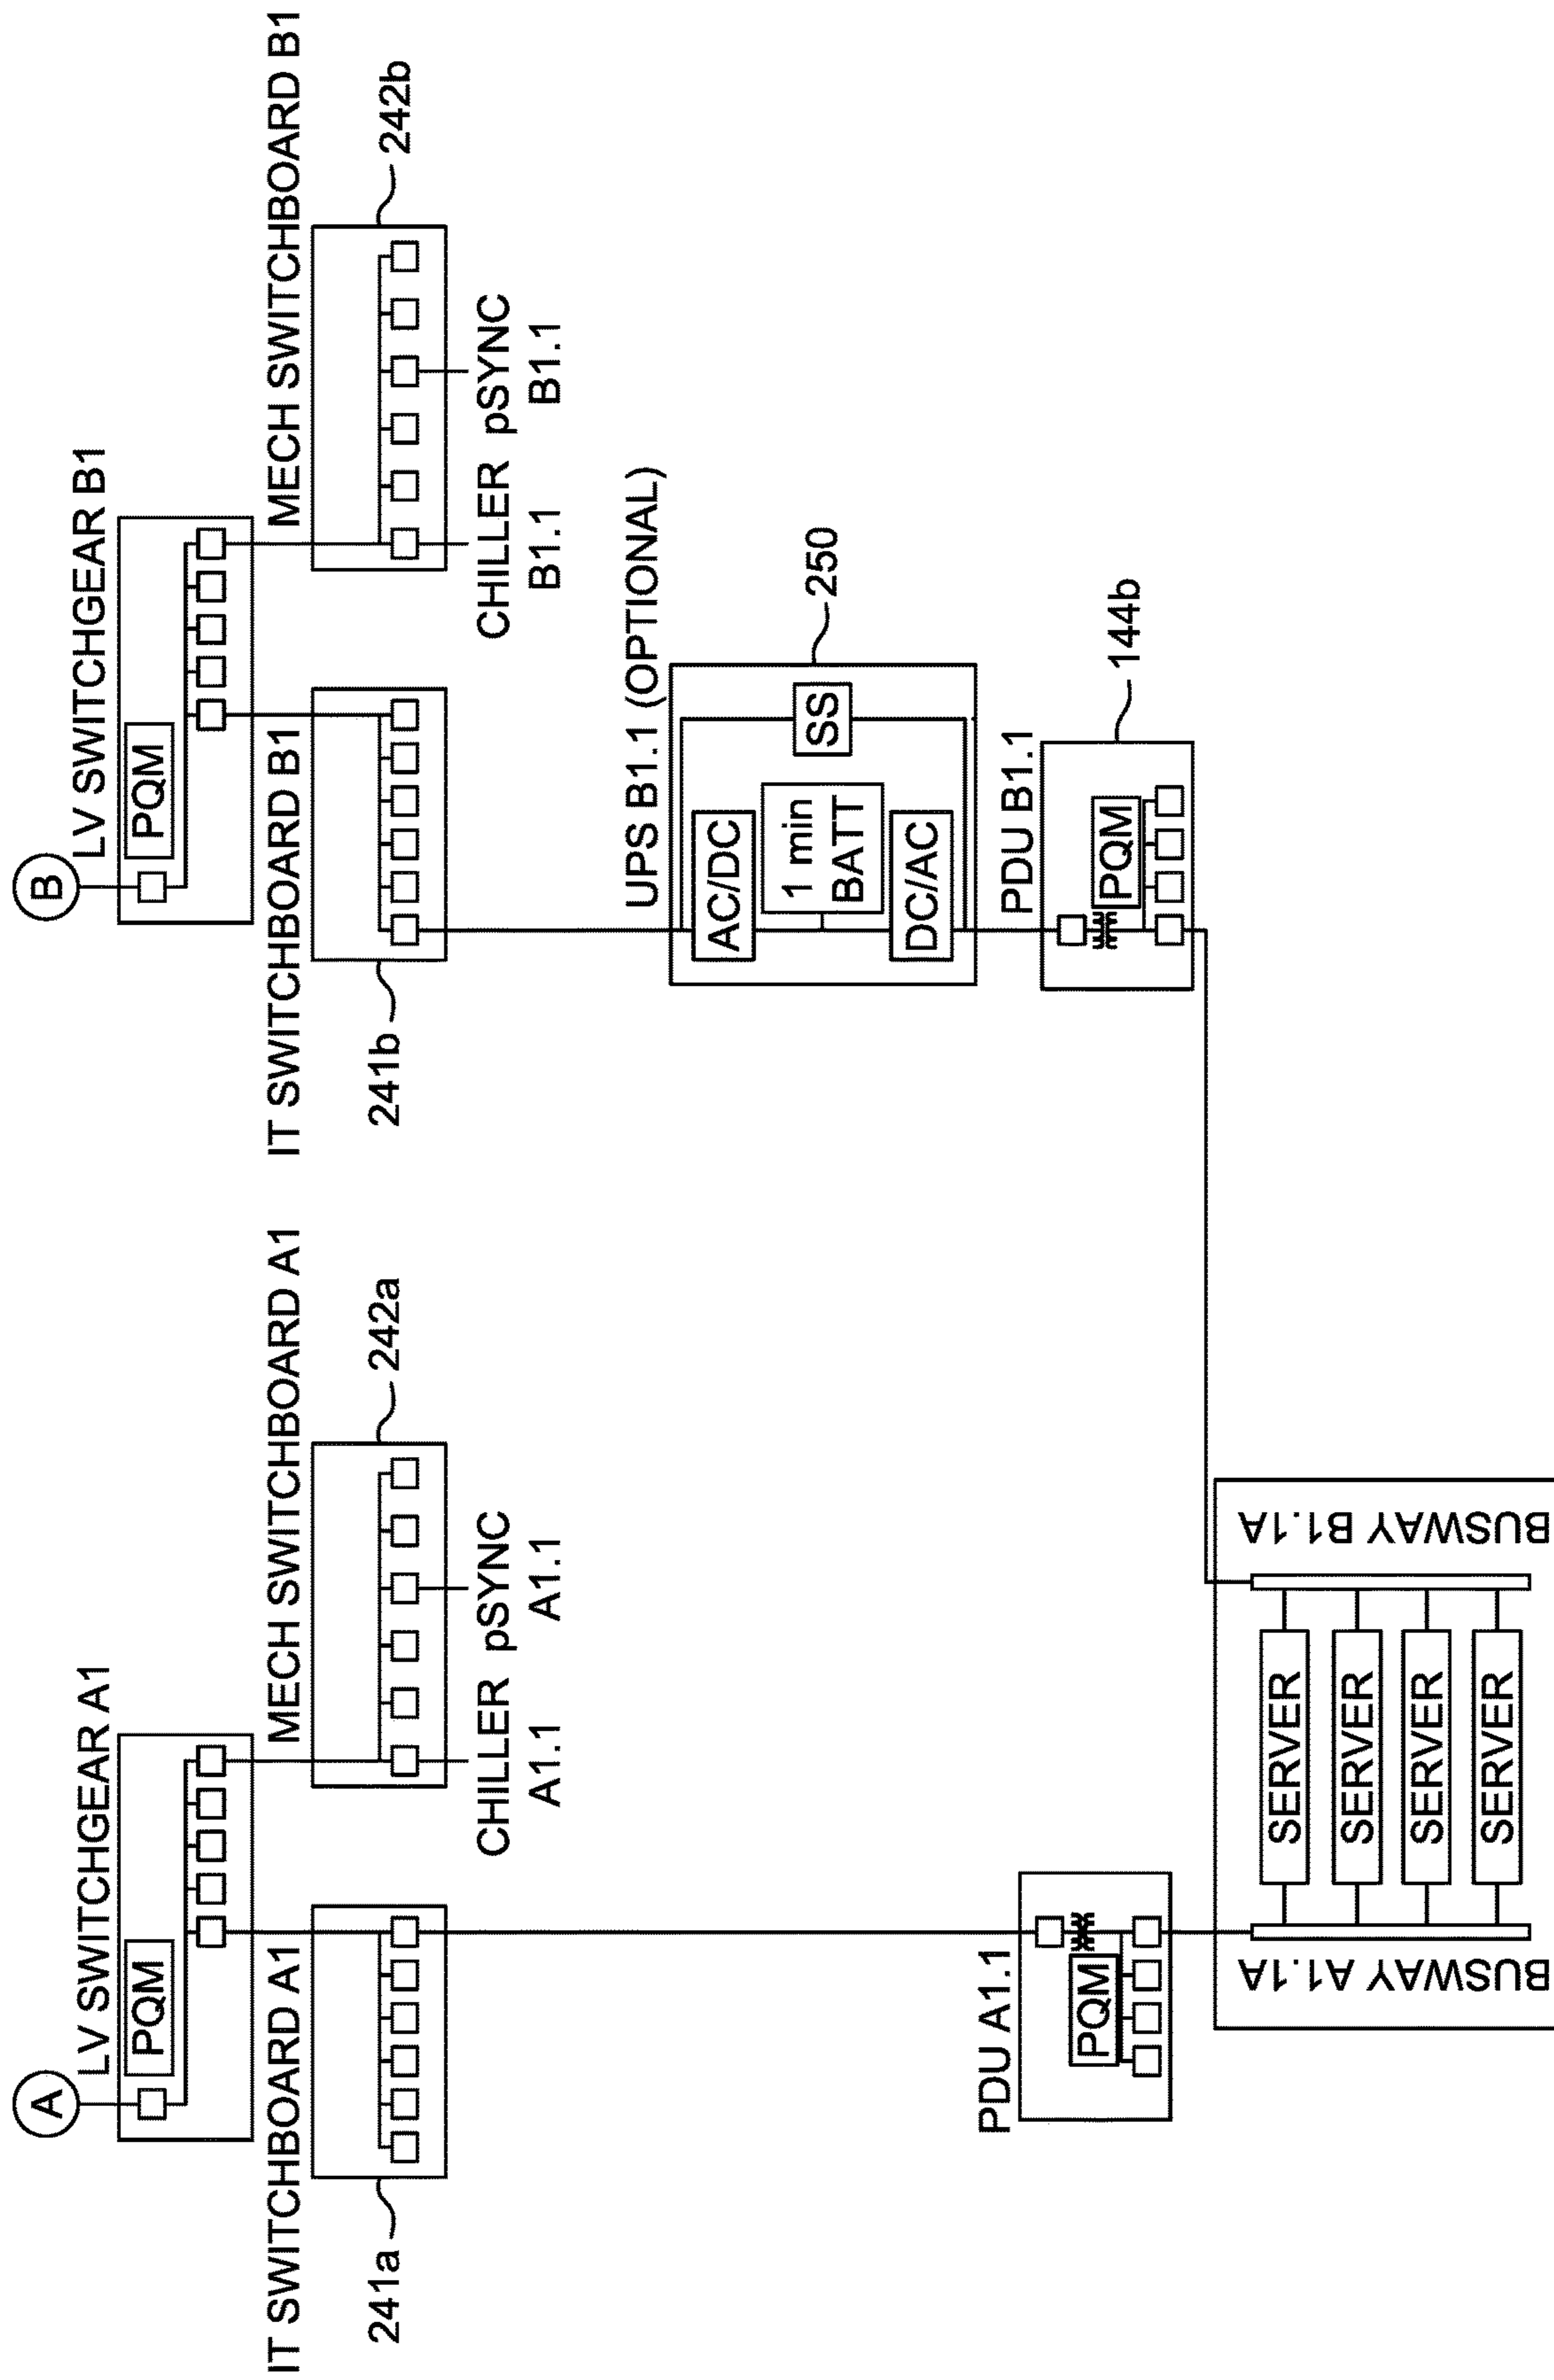 A
LV SWITCHGEAR A1
PQM
IT SWITCHBOARD A1
241a
MECH SWITCHBOARD A1
242a
CHILLER
A1.1
pSYNC
A1.1
PDU A1.1
PQM
BUSWAY A1.1A
SERVER
SERVER
SERVER
SERVER
BUSWAY B1.1A
B
LV SWITCHGEAR B1
PQM
IT SWITCHBOARD B1
241b
MECH SWITCHBOARD B1
242b
CHILLER
B1.1
pSYNC
B1.1
UPS B1.1 (OPTIONAL)
250
AC/DC
1 min
BATT
DC/AC
SS
PDU B1.1
144b
PQM